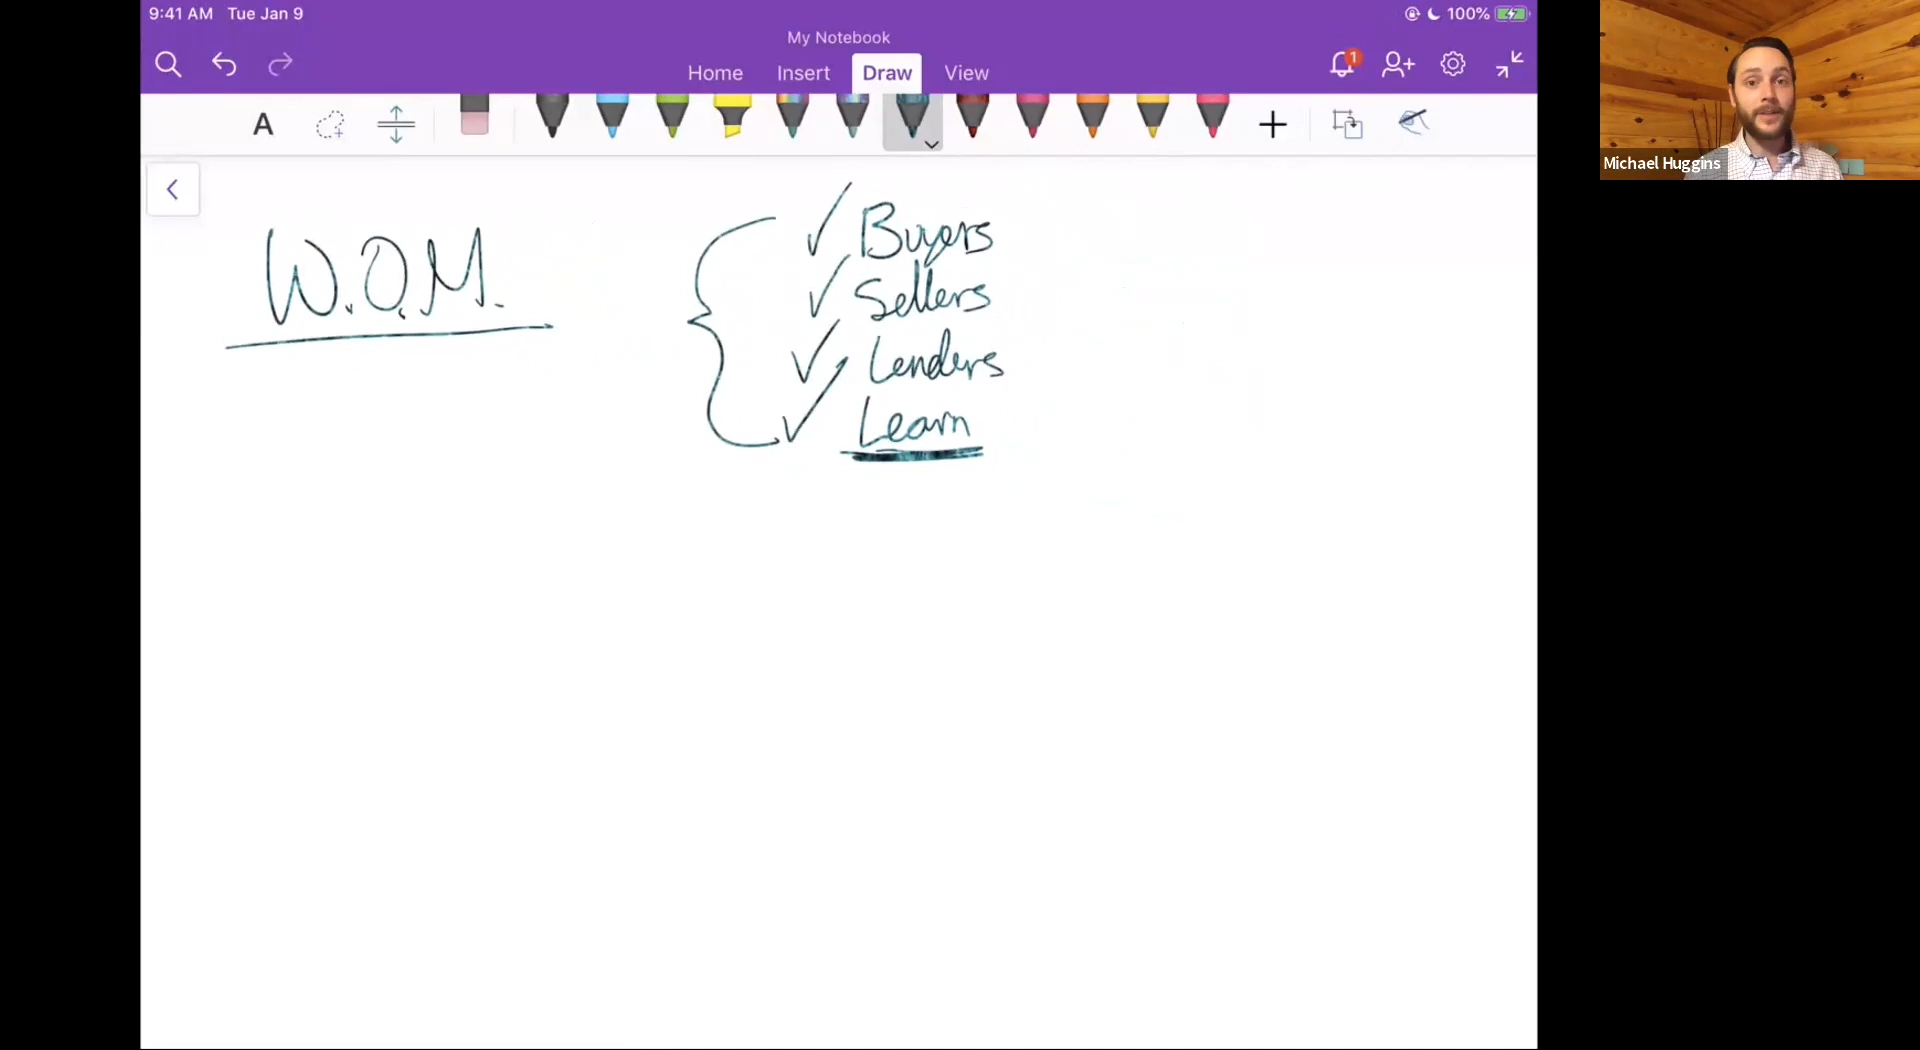 9:41 AM Tue Jan 9
100%
My Notebook
1
Home Insert Draw View
A
Michael Huggins
W.O.M.
Buyers
Sellers
Lenders
Learn